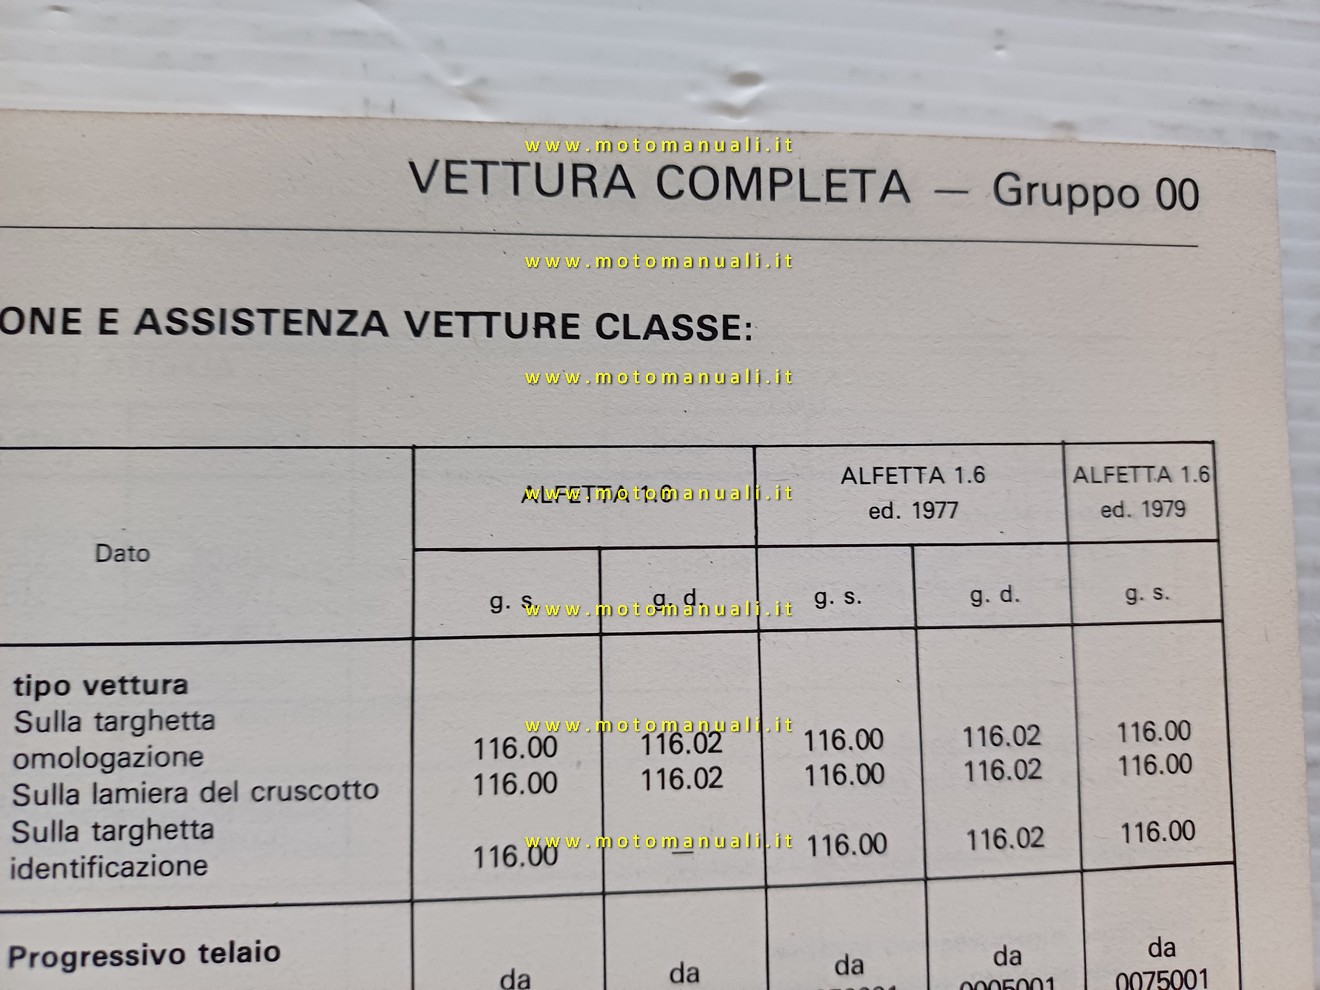 www.motomanuali.it
VETTURA COMPLETA — Gruppo 00
www.motomanuali.it
ONE E ASSISTENZA VETTURE CLASSE:
www.motomanuali.it
Dato
ALFETTA 1.6
www.motomanuali.it
ALFETTA 1.6
ed. 1977
ALFETTA 1.6
ed. 1979
g. s. g. d. g. s. g. d. g. s.
www.motomanuali.it
tipo vettura
www.motomanuali.it
Sulla targhetta
omologazione 116.00 116.02 116.00 116.02 116.00
Sulla lamiera del cruscotto 116.00 116.02 116.00 116.02 116.00
Sulla targhetta
www.motomanuali.it
identificazione 116.00 — 116.00 116.02 116.00
Progressivo telaio
da da da da da
0005001 0075001